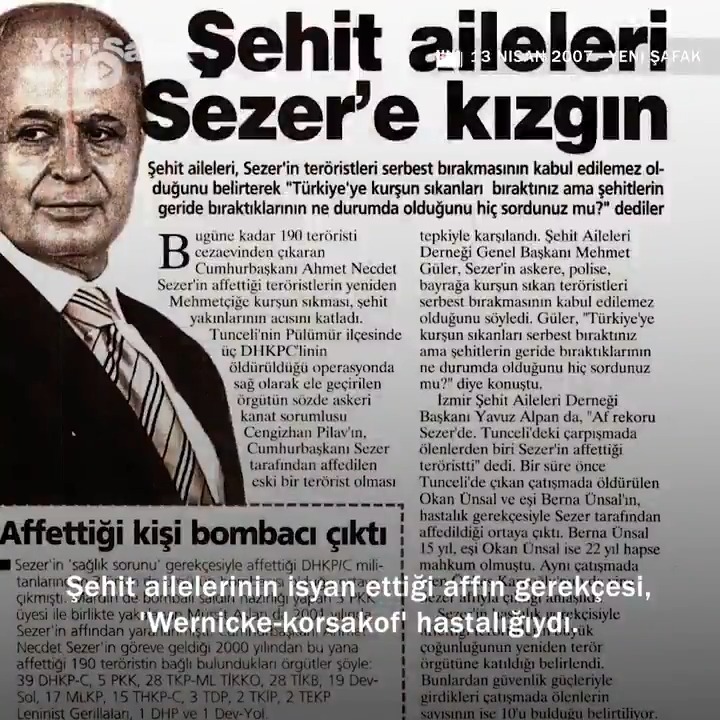 13 NISAN 2007 - YENİ ŞAFAK
Şehit aileleri
Sezer'e kızgın
Şehit aileleri, Sezer'in teröristleri serbest bırakmasının kabul edilemez ol-
duğunu belirterek "Türkiye'ye kurşun sıkanları bıraktınız ama şehitlerin
geride bıraktıklarının ne durumda olduğunu hiç sordunuz mu?" dediler
Bugüne kadar 190 teröristi
cezaevinden çıkaran
Cumhurbaşkanı Ahmet Necdet
Sezer'in affettiği teröristlerin yeniden
Mehmetçiğe kurşun sıkması, şehit
yakınlarının acısını katladı.
Tunceli'nin Pülümür ilçesinde
üç DHKPC'linin
öldürüldüğü operasyonda
sağ olarak ele geçirilen
örgütün sözde askeri
kanat sorumlusu
Cengizhan Pilav'ın,
Cumhurbaşkanı Sezer
tarafından affedilen
eski bir terörist olması
tepkiyle karşılandı. Şehit Aileleri
Derneği Genel Başkanı Mehmet
Güler, Sezer'in askere, polise,
bayrağa kurşun sıkan teröristleri
serbest bırakmasının kabul edilemez
olduğunu söyledi. Güler, "Türkiye'ye
kurşun sıkanları serbest bıraktınız
ama şehitlerin geride bıraktıklarının
ne durumda olduğunu hiç sordunuz
mu?" diye konuştu.
İzmir Şehit Aileleri Derneği
Başkanı Yavuz Alpan da, "Af rekoru
Sezer'de. Tunceli'deki çarpışmada
ölenlerden biri Sezer'in affettiği
teröristti" dedi. Bir süre önce
Tunceli'de çıkan çatışmada öldürülen
Okan Ünsal ve eşi Berna Ünsal'ın,
hastalık gerekçesiyle Sezer tarafından
affedildiği ortaya çıktı. Berna Ünsal
15 yıl, eşi Okan Ünsal ise 22 yıl hapse
mahkum olmuştu. Aynı çatışmada
çoğunluğunun yeniden terör
örgütüne katıldığı belirlendi.
Bunlardan güvenlik güçleriyle
girdikleri çatışmada ölenlerin
sayısının ise 10'u bulduğu belirtiliyor.
Affettiği kişi bombacı çıktı
Sezer'in 'sağlık sorunu' gerekçesiyle affettiği DHKP/C mili-
Necdet Sezer'in göreve geldiği 2000 yılından bu yana
affettiği 190 teröristin bağlı bulundukları örgütler şöyle:
39 DHKP-C, 5 PKK, 28 TKP-ML TİKKO, 28 TİKB, 19 Dev-
Sol, 17 MLKP, 15 THKP-C, 3 TDP, 2 TKİP, 2 TEKP
Leninist Gerillaları, 1 DHP ve 1 Dev-Yol.
Şehit ailelerinin isyan ettiği affın gerekçesi,
'Wernicke-korsakof' hastalığıydı.